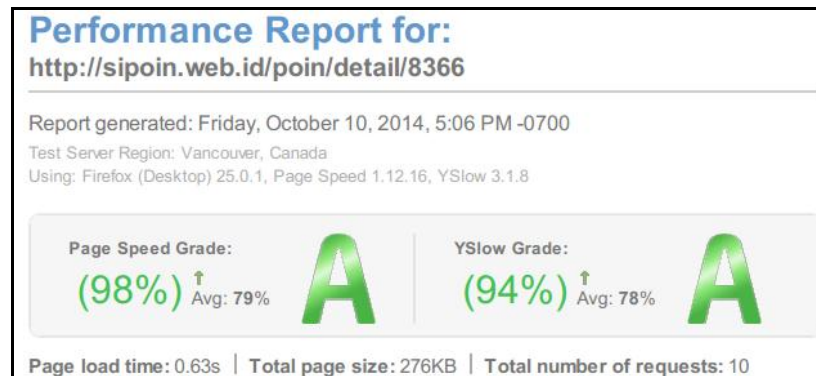 Performance Report for:
http://sipoin.web.id/poin/detail/8366
Report generated: Friday, October 10, 2014, 5:06 PM -0700
Test Server Region: Vancouver, Canada
Using: Firefox (Desktop) 25.0.1, Page Speed 1.12.16, YSlow 3.1.8
Page Speed Grade:
(98%) Avg: 79% A
YSlow Grade:
(94%) Avg: 78% A
Page load time: 0.63s | Total page size: 276KB | Total number of requests: 10